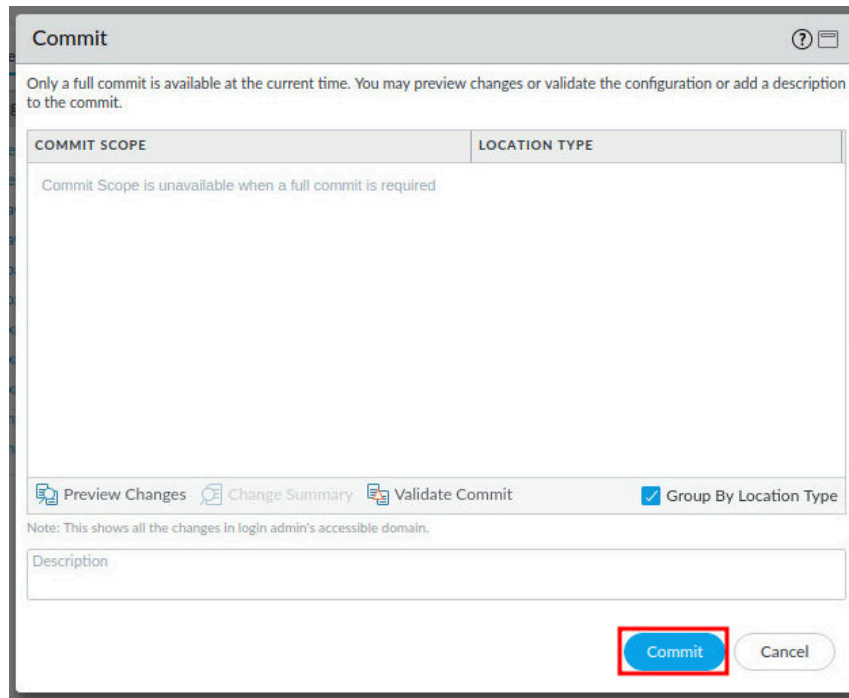 Commit
Only a full commit is available at the current time. You may preview changes or validate the configuration or add a description
to the commit.
COMMIT SCOPE LOCATION TYPE
Commit Scope is unavailable when a full commit is required
Preview Changes Change Summary Validate Commit Group By Location Type
Note: This shows all the changes in login admin's accessible domain.
Description
Commit Cancel